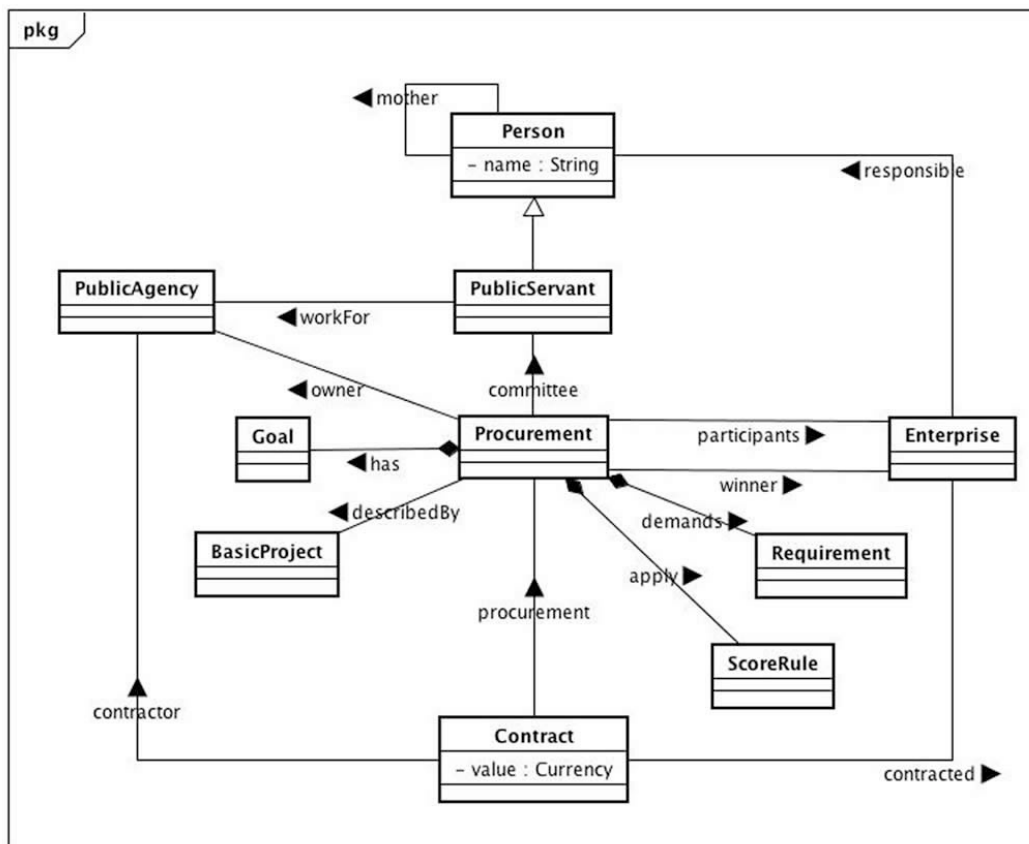 pkg
◀mother
Person
- name : String
◀responsible
PublicAgency
PublicServant
◀workFor
◀owner
committee
Goal
Procurement
Enterprise
participants ▶
◀has
winner ▶
◀describedBy
demands ▶
BasicProject
Requirement
apply▶
procurement
ScoreRule
contractor
Contract
- value : Currency
contracted ▶